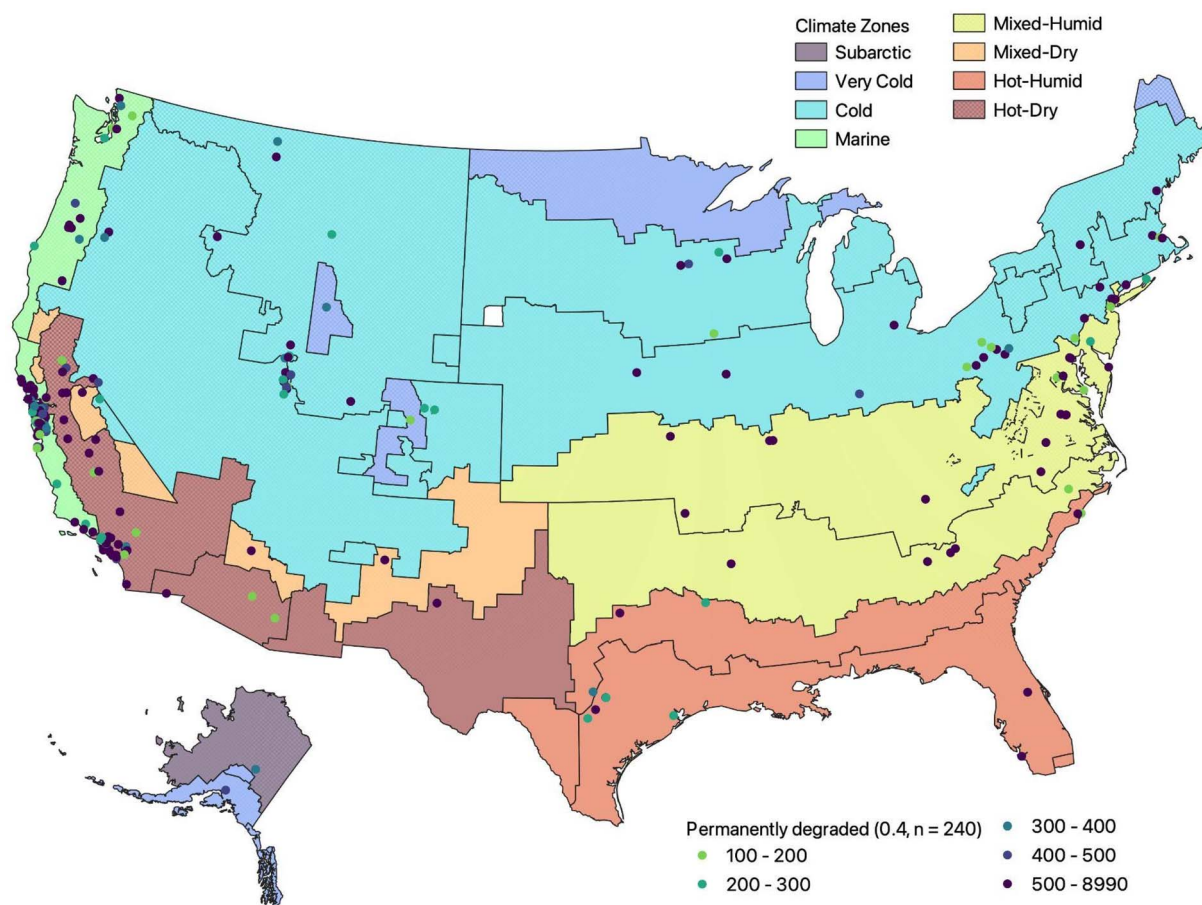 Climate Zones
Subarctic
Very Cold
Cold
Marine
Mixed-Humid
Mixed-Dry
Hot-Humid
Hot-Dry
Permanently degraded (0.4, n = 240)
100 - 200
200 - 300
300 - 400
400 - 500
500 - 8990